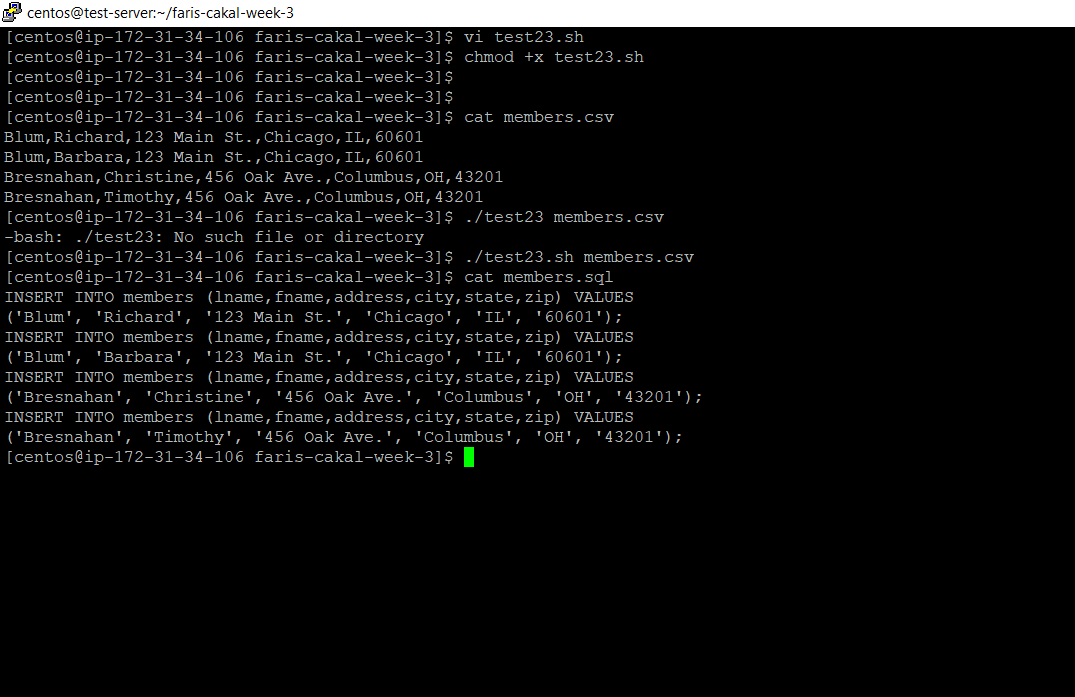 centos@test-server:~/faris-cakal-week-3
[centos@ip-172-31-34-106 faris-cakal-week-3]$ vi test23.sh
[centos@ip-172-31-34-106 faris-cakal-week-3]$ chmod +x test23.sh
[centos@ip-172-31-34-106 faris-cakal-week-3]$
[centos@ip-172-31-34-106 faris-cakal-week-3]$
[centos@ip-172-31-34-106 faris-cakal-week-3]$ cat members.csv
Blum,Richard,123 Main St.,Chicago,IL,60601
Blum,Barbara,123 Main St.,Chicago,IL,60601
Bresnahan,Christine,456 Oak Ave.,Columbus,OH,43201
Bresnahan,Timothy,456 Oak Ave.,Columbus,OH,43201
[centos@ip-172-31-34-106 faris-cakal-week-3]$ ./test23 members.csv
-bash: ./test23: No such file or directory
[centos@ip-172-31-34-106 faris-cakal-week-3]$ ./test23.sh members.csv
[centos@ip-172-31-34-106 faris-cakal-week-3]$ cat members.sql
INSERT INTO members (lname,fname,address,city,state,zip) VALUES
('Blum', 'Richard', '123 Main St.', 'Chicago', 'IL', '60601');
INSERT INTO members (lname,fname,address,city,state,zip) VALUES
('Blum', 'Barbara', '123 Main St.', 'Chicago', 'IL', '60601');
INSERT INTO members (lname,fname,address,city,state,zip) VALUES
('Bresnahan', 'Christine', '456 Oak Ave.', 'Columbus', 'OH', '43201');
INSERT INTO members (lname,fname,address,city,state,zip) VALUES
('Bresnahan', 'Timothy', '456 Oak Ave.', 'Columbus', 'OH', '43201');
[centos@ip-172-31-34-106 faris-cakal-week-3]$